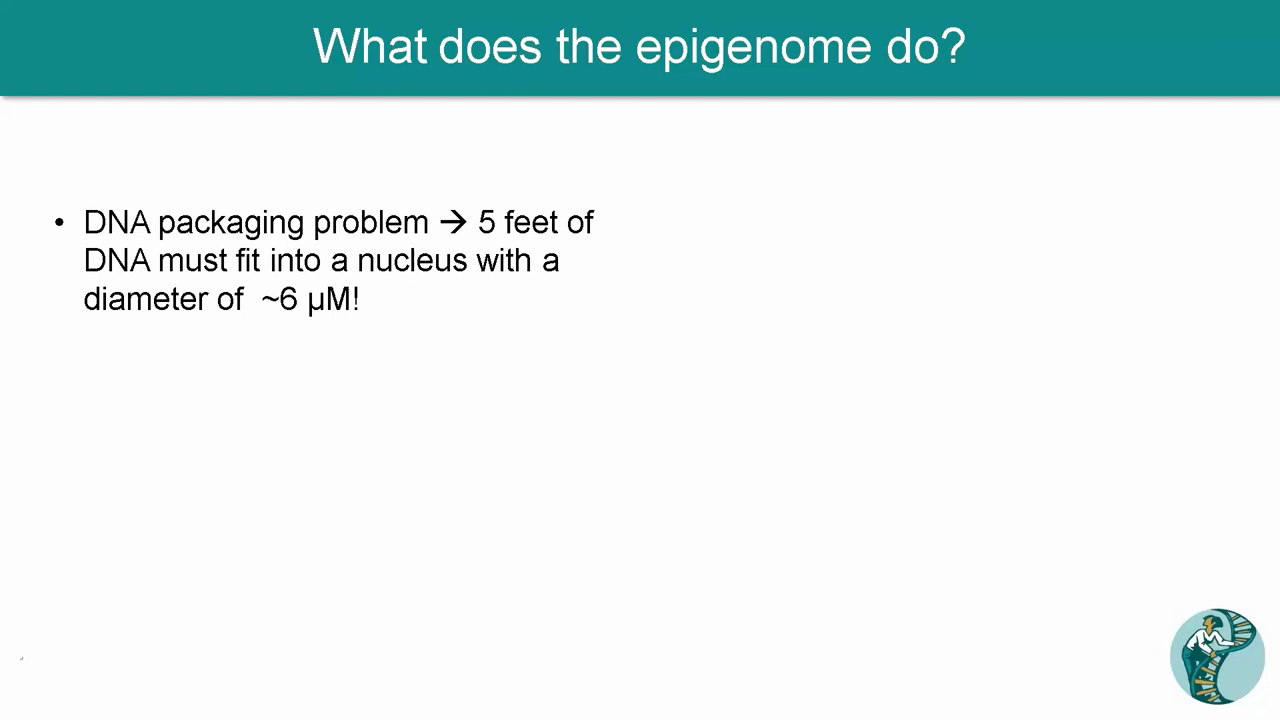 What does the epigenome do?
• DNA packaging problem → 5 feet of
DNA must fit into a nucleus with a
diameter of ~6 µM!